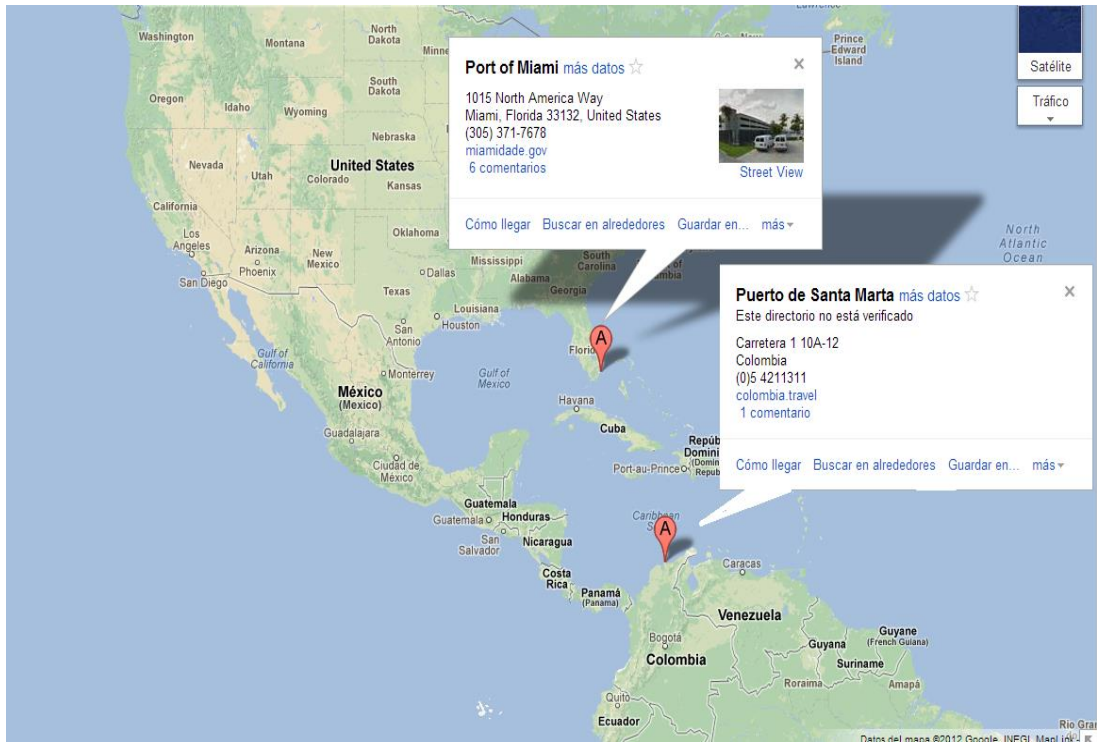 Washington
Montana
North
Dakota
Minne
Prince
Edward
Island
Satélite
Tráfico
South
Dakota
Oregon
Idaho
Wyoming
Nebraska
Nevada
Utah
Colorado
United States
Kansas
California
Los
Angeles
Arizona
New
Mexico
Oklahoma
Phoenix
San Diego
Dallas
Mississippi
Alabama
South
Carolina
Georgia
Texas
Louisiana
San
Antonio
Houston
North
Atlantic
Ocean
Port of Miami más datos
1015 North America Way
Miami, Florida 33132, United States
(305) 371-7678
miamidade.gov
6 comentarios
Street View
Cómo llegar Buscar en alrededores Guardar en... más
Puerto de Santa Marta más datos
Este directorio no está verificado
Carretera 1 10A-12
Colombia
(0)5 4211311
colombia.travel
1 comentario
Cómo llegar Buscar en alrededores Guardar en... más
A
Gulf of
California
Monterrey
Gulf of
Mexico
México
(Mexico)
Havana
Cuba
Guadalajara
Ciudad de
México
Port-au-Prince
Guatemala
Guatemala
Honduras
San
Salvador
Nicaragua
Caribbean
A
Costa
Rica
Panamá
(Panama)
Caracas
Venezuela
Bogotá
Colombia
Guyana
Guyane
(French Guiana)
Suriname
Roraima
Amapá
Quito
Ecuador
Datos del mapa ©2012 Google, INEGI, MapLink